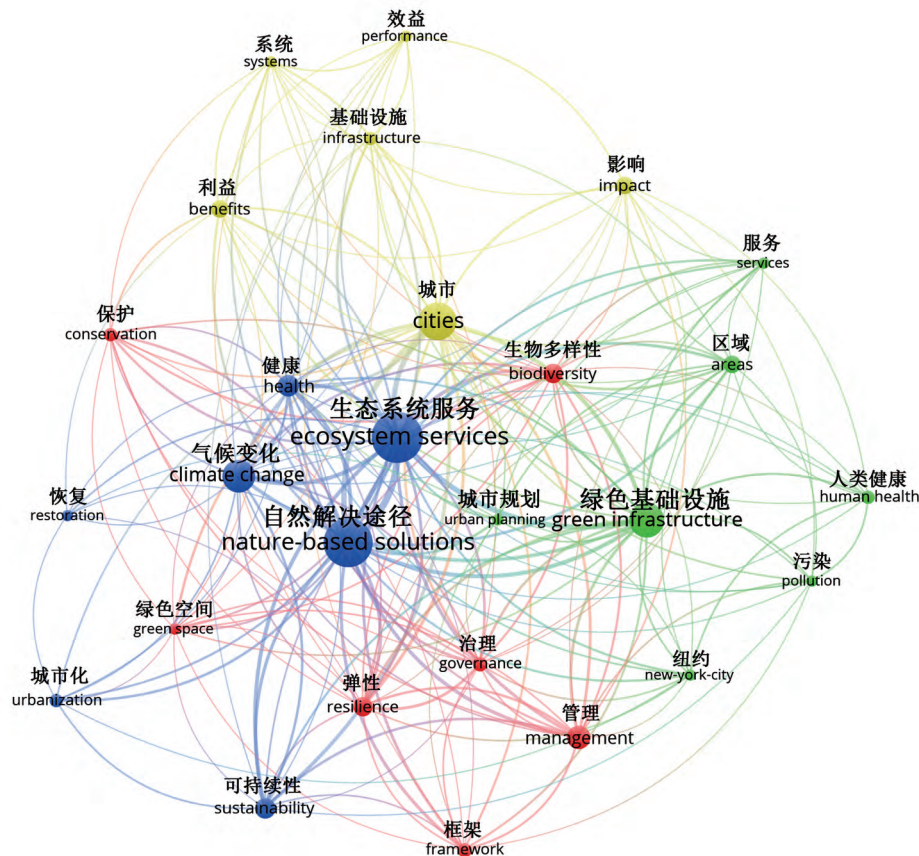 效益
performance
系统
systems
基础设施
infrastructure
影响
impact
利益
benefits
服务
services
城市
cities
保护
conservation
区域
areas
生物多样性
biodiversity
健康
health
生态系统服务
ecosystem services
气候变化
climate change
人类健康
human health
恢复
restoration
城市规划
urban planning
绿色基础设施
green infrastructure
自然解决途径
nature-based solutions
污染
pollution
绿色空间
green space
治理
governance
纽约
new-york-city
城市化
urbanization
弹性
resilience
管理
management
可持续性
sustainability
框架
framework